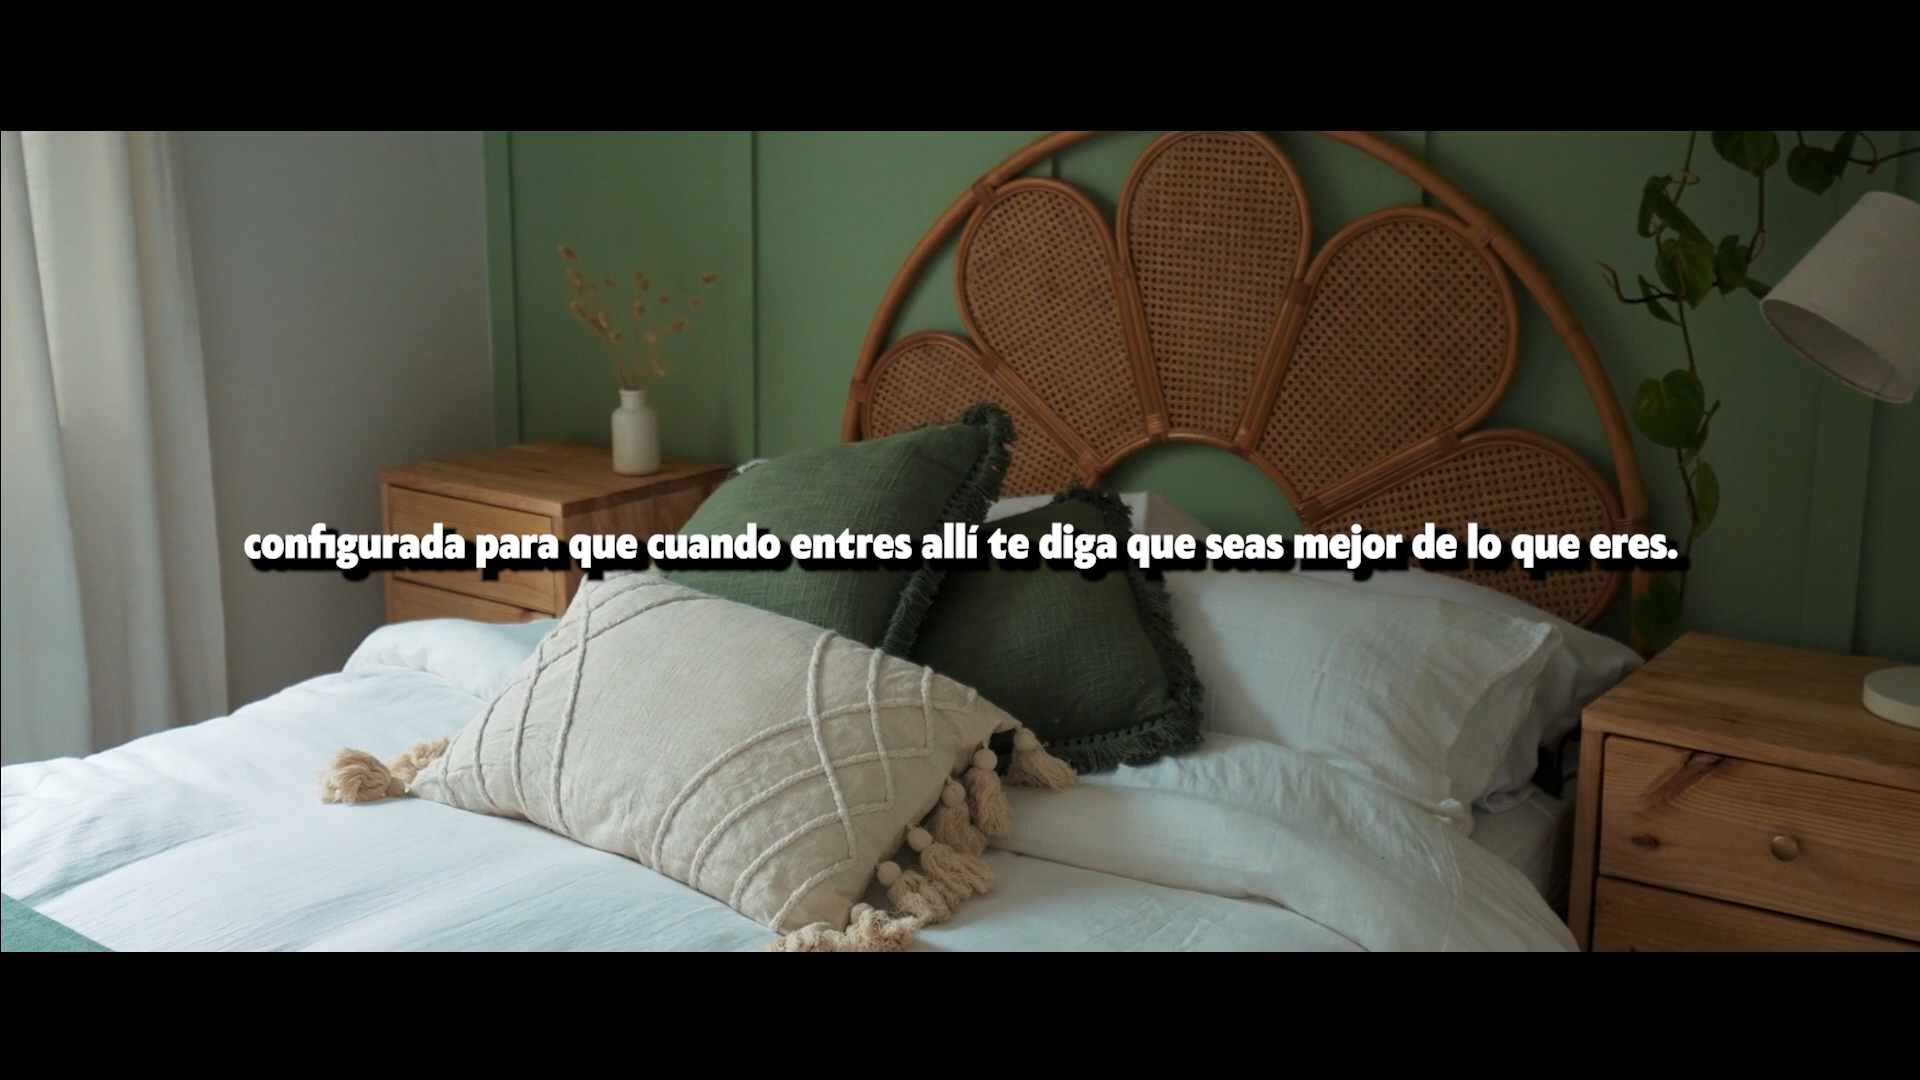 configurada para que cuando entres allí te diga que seas mejor de lo que eres.